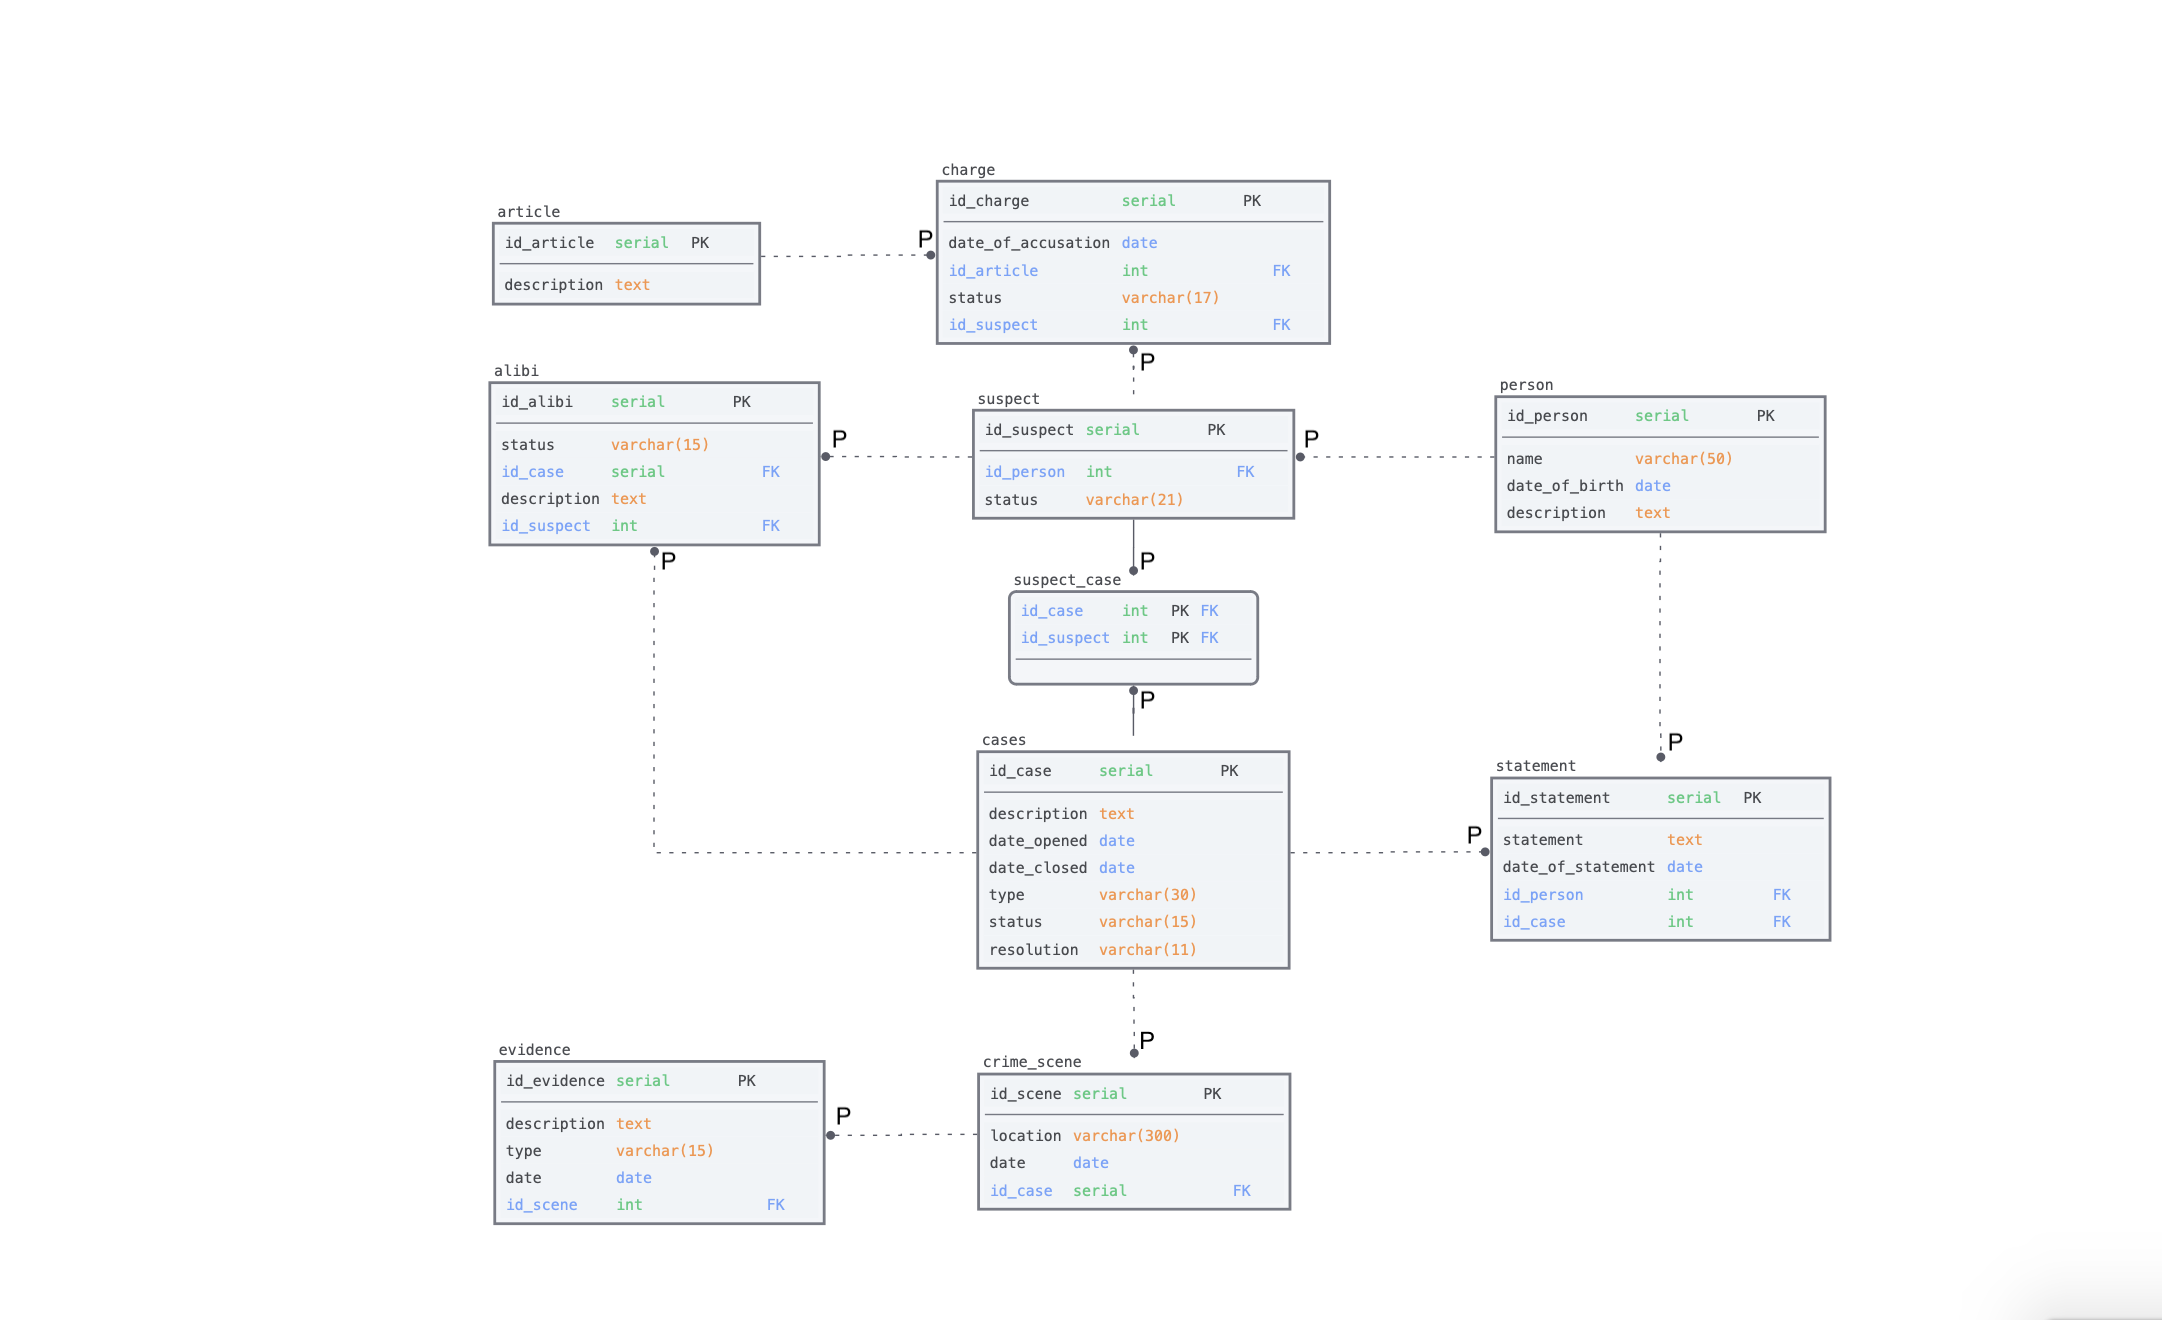 charge
id_charge serial PK
date_of_accusation date
id_article int FK
status varchar(17)
id_suspect int FK
P
P
article
id_article serial PK
description text
alibi
id_alibi serial PK
status varchar(15)
id_case serial FK
description text
id_suspect int FK
P
P
suspect
id_suspect serial PK
id_person int FK
status varchar(21)
P
P
person
id_person serial PK
name varchar(50)
date_of_birth date
description text
suspect_case
id_case int PK FK
id_suspect int PK FK
P
cases
id_case serial PK
description text
date_opened date
date_closed date
type varchar(30)
status varchar(15)
resolution varchar(11)
P
P
statement
id_statement serial PK
statement text
date_of_statement date
id_person int FK
id_case int FK
evidence
id_evidence serial PK
description text
type varchar(15)
date date
id_scene int FK
P
P
crime_scene
id_scene serial PK
location varchar(300)
date date
id_case serial FK